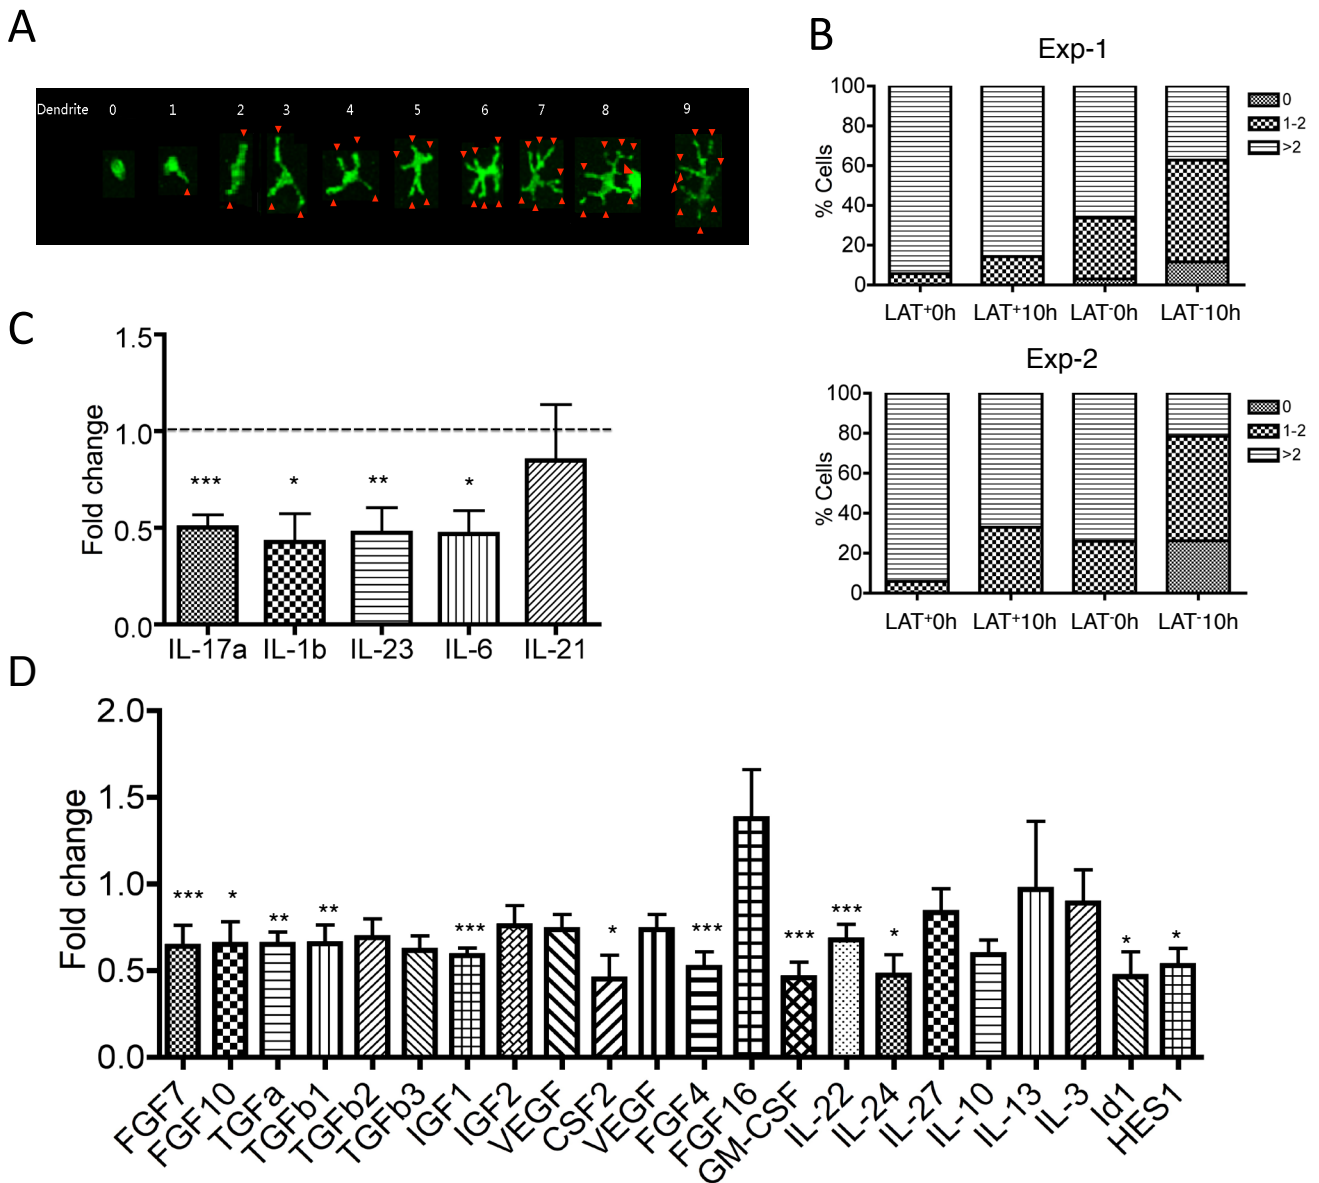 A
Dendrite 0 1 2 3 4 5 6 7 8 9
B
Exp-1
100
80
60
40
20
0
% Cells
LAT⁺0h LAT⁺10h LAT⁻0h LAT⁻10h
0
1-2
>2
Exp-2
100
80
60
40
20
0
% Cells
LAT⁺0h LAT⁺10h LAT⁻0h LAT⁻10h
0
1-2
>2
C
1.5
1.0
0.5
0.0
Fold change
*** * ** *
IL-17a IL-1b IL-23 IL-6 IL-21
D
2.0
1.5
1.0
0.5
0.0
Fold change
*** * ** ** *** * *** *** *** * * *
FGF7
FGF10
TGFa
TGFb1
TGFb2
TGFb3
IGF1
IGF2
VEGF
CSF2
VEGF
FGF4
FGF16
GM-CSF
IL-22
IL-24
IL-27
IL-10
IL-13
IL-3
Id1
HES1